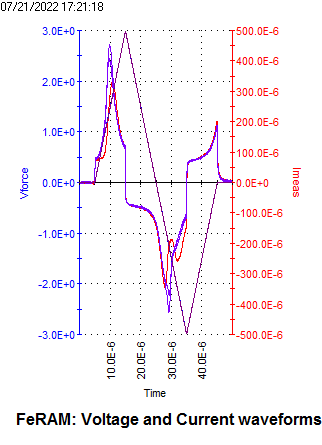 07/21/2022 17:21:18
3.0E+0
2.0E+0
1.0E+0
0.0E+0
-1.0E+0
-2.0E+0
-3.0E+0
Vforce
500.0E-6
400.0E-6
300.0E-6
200.0E-6
100.0E-6
0.0E+0
-100.0E-6
-200.0E-6
-300.0E-6
-400.0E-6
-500.0E-6
Imeas
10.0E-6
20.0E-6
30.0E-6
40.0E-6
Time
FeRAM: Voltage and Current waveforms